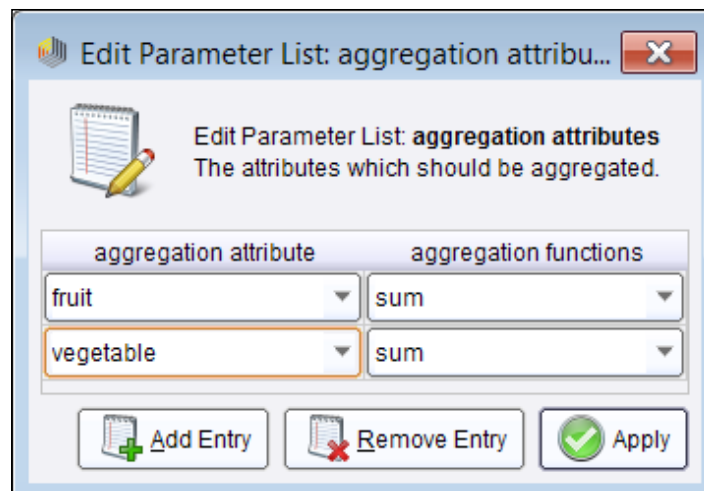 Edit Parameter List: aggregation attribu...
Edit Parameter List: aggregation attributes
The attributes which should be aggregated.
aggregation attribute aggregation functions
fruit sum
vegetable sum
Add Entry Remove Entry Apply